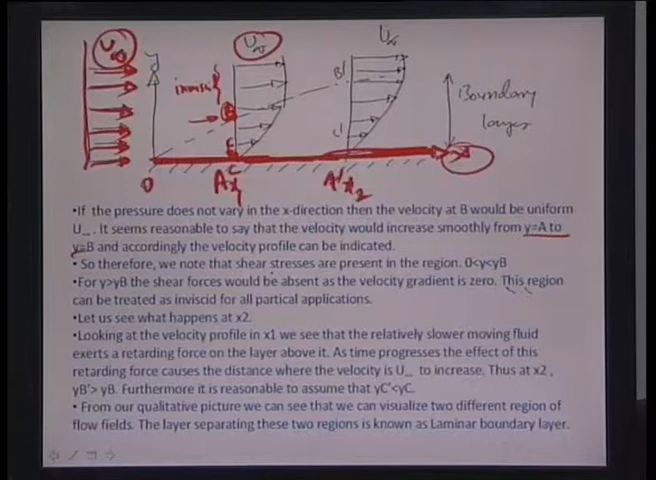 U∞
U∞
U∞
y
inviscid
B
B'
C'
E
C
O
A x1
A' x2
x
Boundary
layer
•If the pressure does not vary in the x-direction then the velocity at B would be uniform
U_∞. It seems reasonable to say that the velocity would increase smoothly from y=A to
y=B and accordingly the velocity profile can be indicated.
• So therefore, we note that shear stresses are present in the region. 0<y<yB
•For y>yB the shear forces would be absent as the velocity gradient is zero. This region
can be treated as inviscid for all partical applications.
•Let us see what happens at x2.
•Looking at the velocity profile in x1 we see that the relatively slower moving fluid
exerts a retarding force on the layer above it. As time progresses the effect of this
retarding force causes the distance where the velocity is U_∞ to increase. Thus at x2 ,
yB'> yB. Furthermore it is reasonable to assume that yC'<yC.
• From our qualitative picture we can see that we can visualize two different region of
flow fields. The layer separating these two regions is known as Laminar boundary layer.